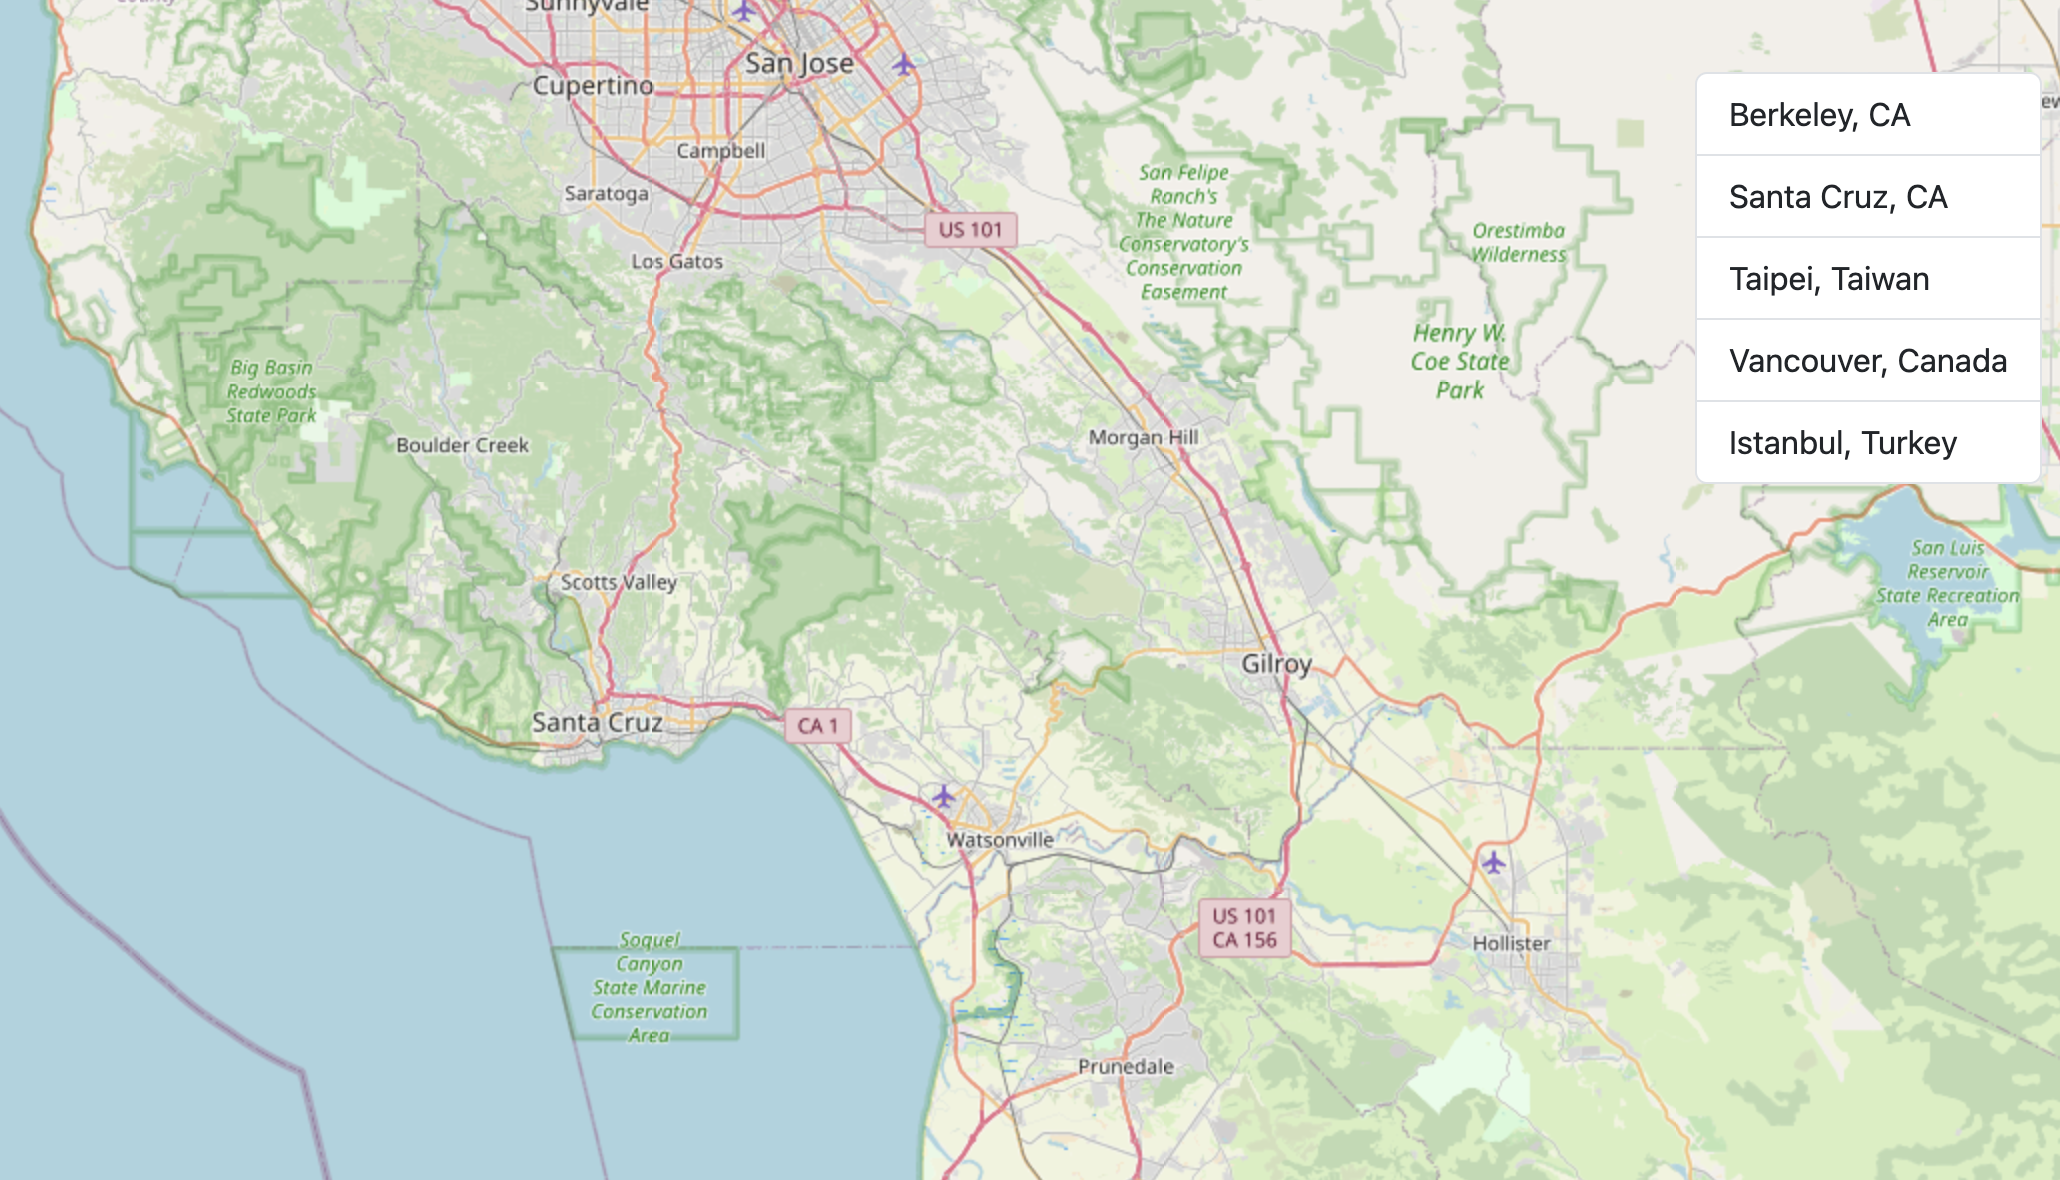 Sunnyvale
San Jose
Cupertino
Campbell
Saratoga
Los Gatos
US 101
San Felipe
Ranch's
The Nature
Conservatory's
Conservation
Easement
Orestimba
Wilderness
Henry W.
Coe State
Park
Berkeley, CA
Santa Cruz, CA
Taipei, Taiwan
Vancouver, Canada
Istanbul, Turkey
Big Basin
Redwoods
State Park
Boulder Creek
Morgan Hill
Scotts Valley
San Luis
Reservoir
State Recreation
Area
Gilroy
Santa Cruz
CA 1
Watsonville
US 101
CA 156
Hollister
Soquel
Canyon
State Marine
Conservation
Area
Prunedale